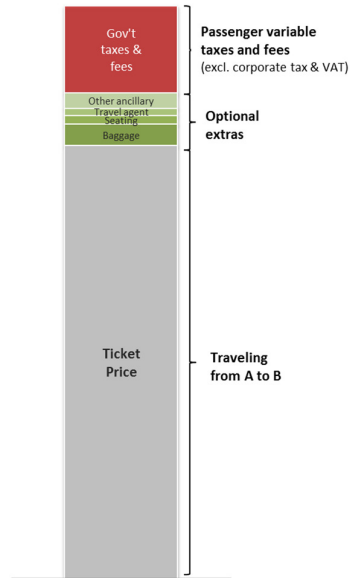 Gov't
taxes &
fees
Passenger variable
taxes and fees
(excl. corporate tax & VAT)
Other ancillary
Travel agent
Seating
Baggage
Optional
extras
Ticket
Price
Traveling
from A to B